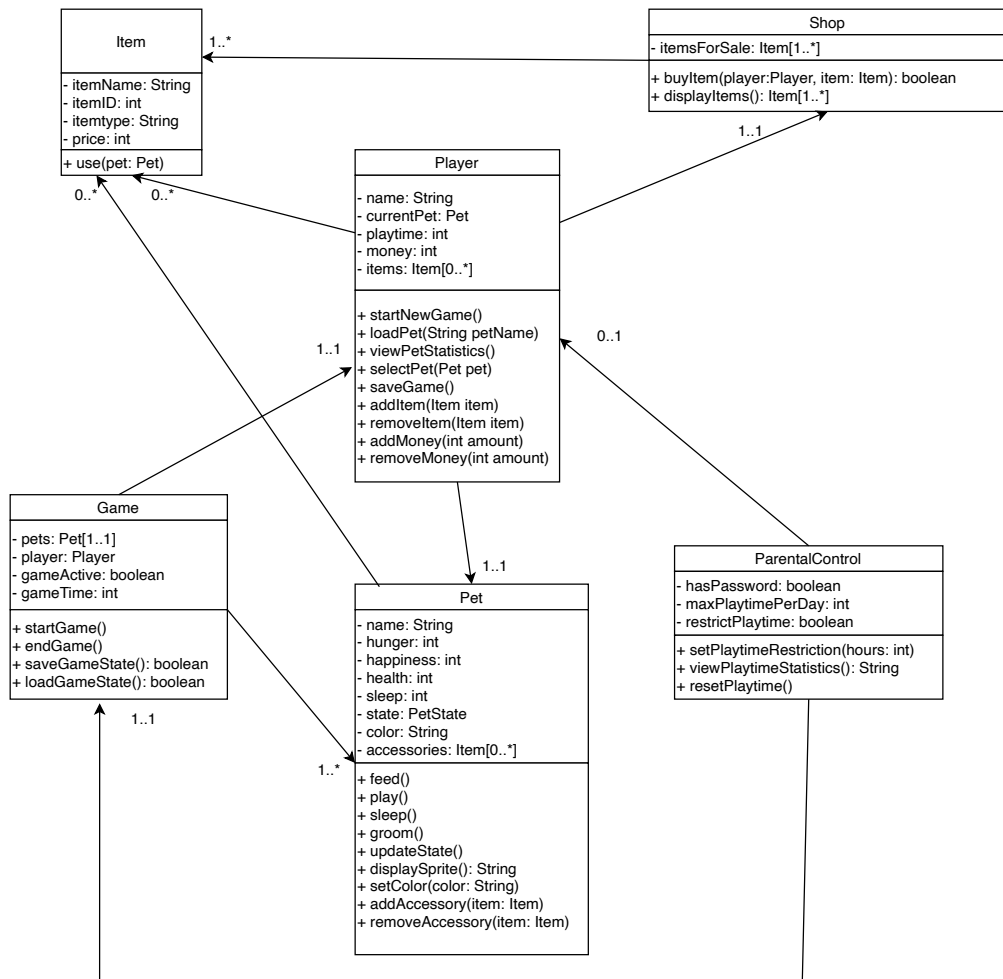 Item
- itemName: String
- itemID: int
- itemtype: String
- price: int
+ use(pet: Pet)
1..*
Shop
- itemsForSale: Item[1..*]
+ buyItem(player:Player, item: Item): boolean
+ displayItems(): Item[1..*]
1..1
0..*
0..*
Player
- name: String
- currentPet: Pet
- playtime: int
- money: int
- items: Item[0..*]
+ startNewGame()
+ loadPet(String petName)
+ viewPetStatistics()
+ selectPet(Pet pet)
+ saveGame()
+ addItem(Item item)
+ removeItem(Item item)
+ addMoney(int amount)
+ removeMoney(int amount)
1..1
0..1
Game
- pets: Pet[1..1]
- player: Player
- gameActive: boolean
- gameTime: int
+ startGame()
+ endGame()
+ saveGameState(): boolean
+ loadGameState(): boolean
1..1
1..*
1..1
Pet
- name: String
- hunger: int
- happiness: int
- health: int
- sleep: int
- state: PetState
- color: String
- accessories: Item[0..*]
+ feed()
+ play()
+ sleep()
+ groom()
+ updateState()
+ displaySprite(): String
+ setColor(color: String)
+ addAccessory(item: Item)
+ removeAccessory(item: Item)
ParentalControl
- hasPassword: boolean
- maxPlaytimePerDay: int
- restrictPlaytime: boolean
+ setPlaytimeRestriction(hours: int)
+ viewPlaytimeStatistics(): String
+ resetPlaytime()